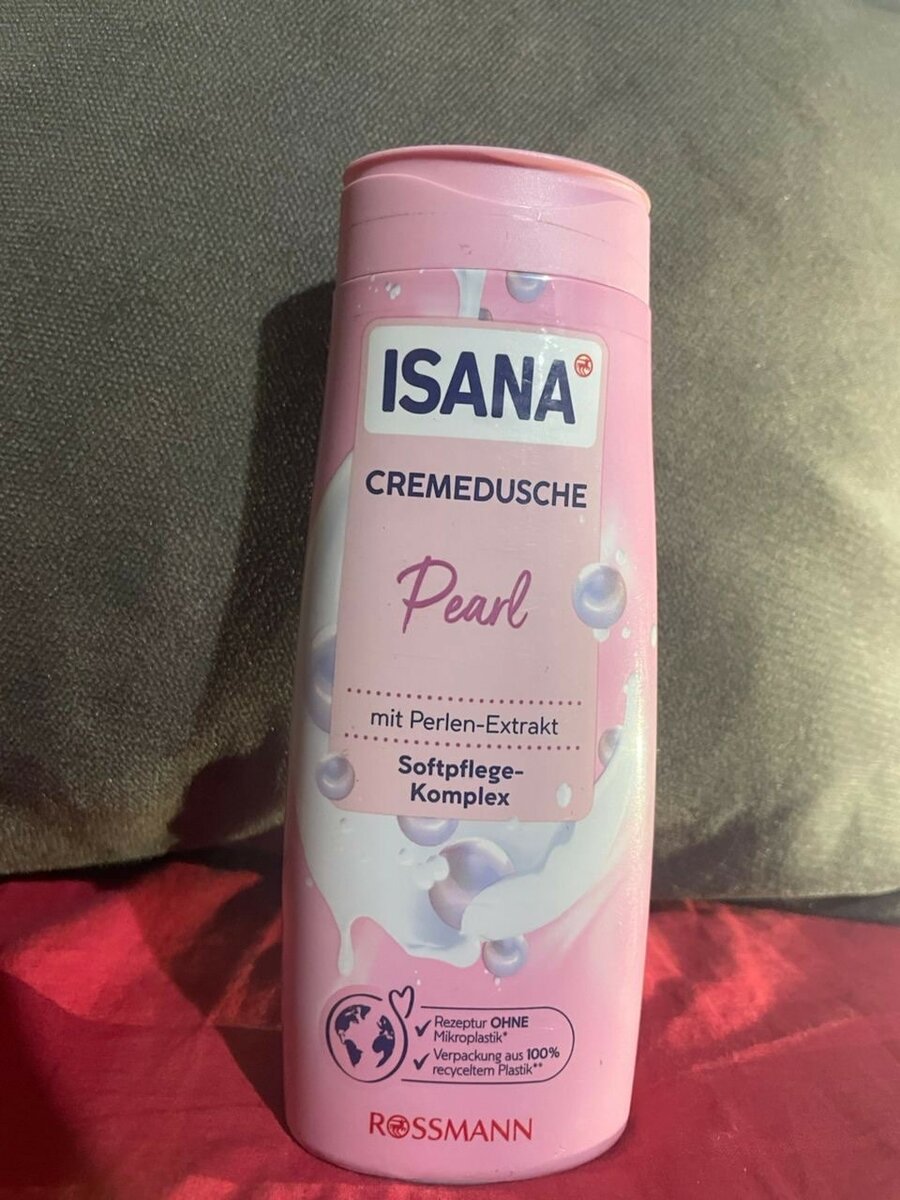 ISANA
CREMEDUSCHE
Pearl
mit Perlen-Extrakt
Softpflege-
Komplex
Rezeptur OHNE
Mikroplastik*
Verpackung aus 100%
recyceltem Plastik**
ROSSMANN